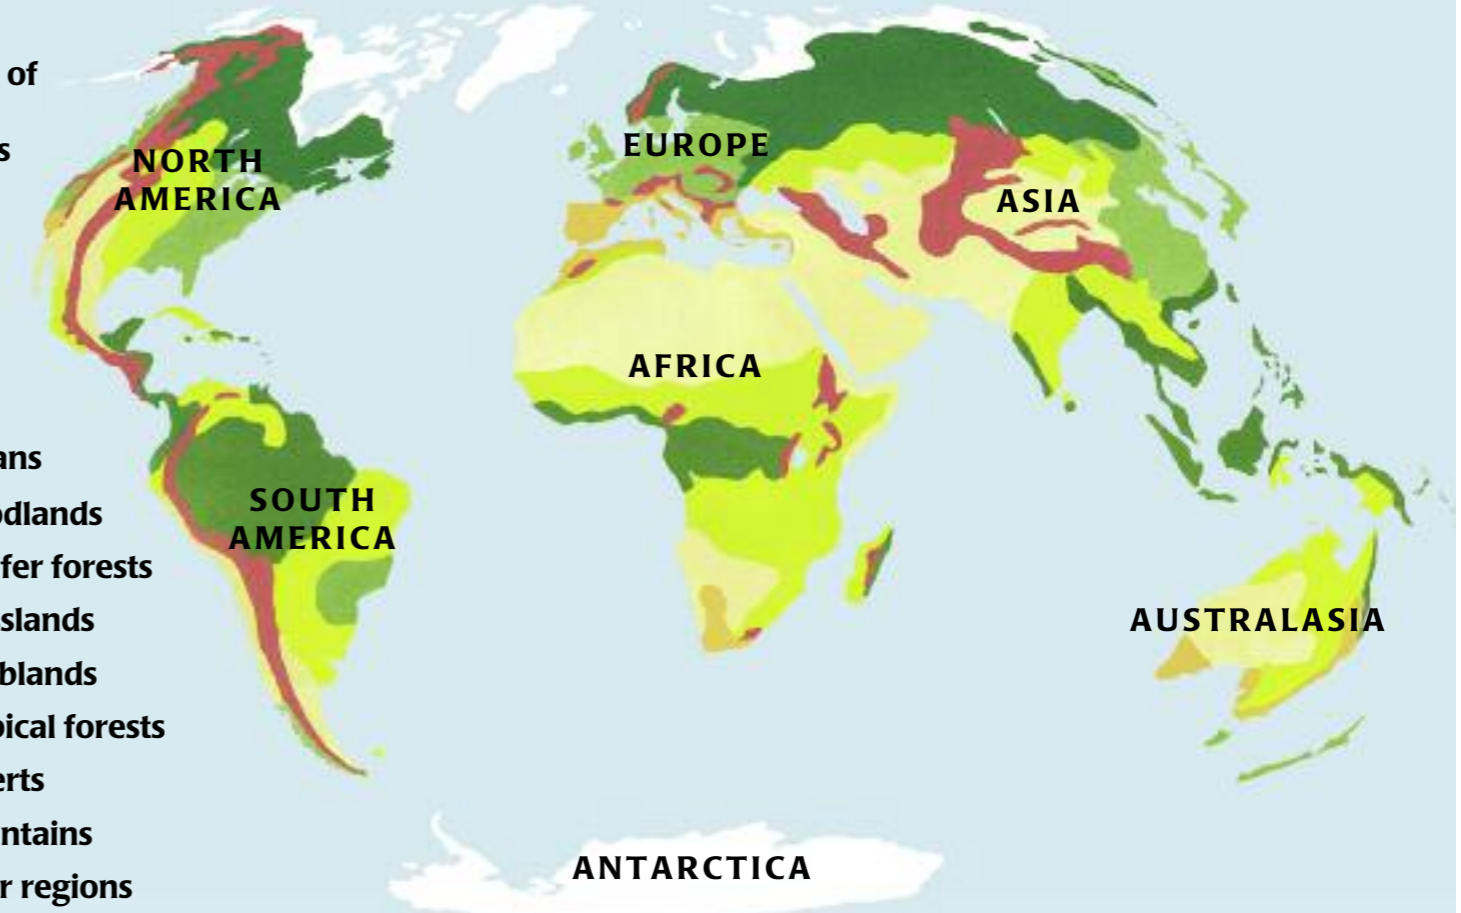 of
s
NORTH
AMERICA
EUROPE
ASIA
AFRICA
SOUTH
AMERICA
AUSTRALASIA
ANTARCTICA
ans
odlands
fer forests
slands
blands
pical forests
erts
ntains
r regions